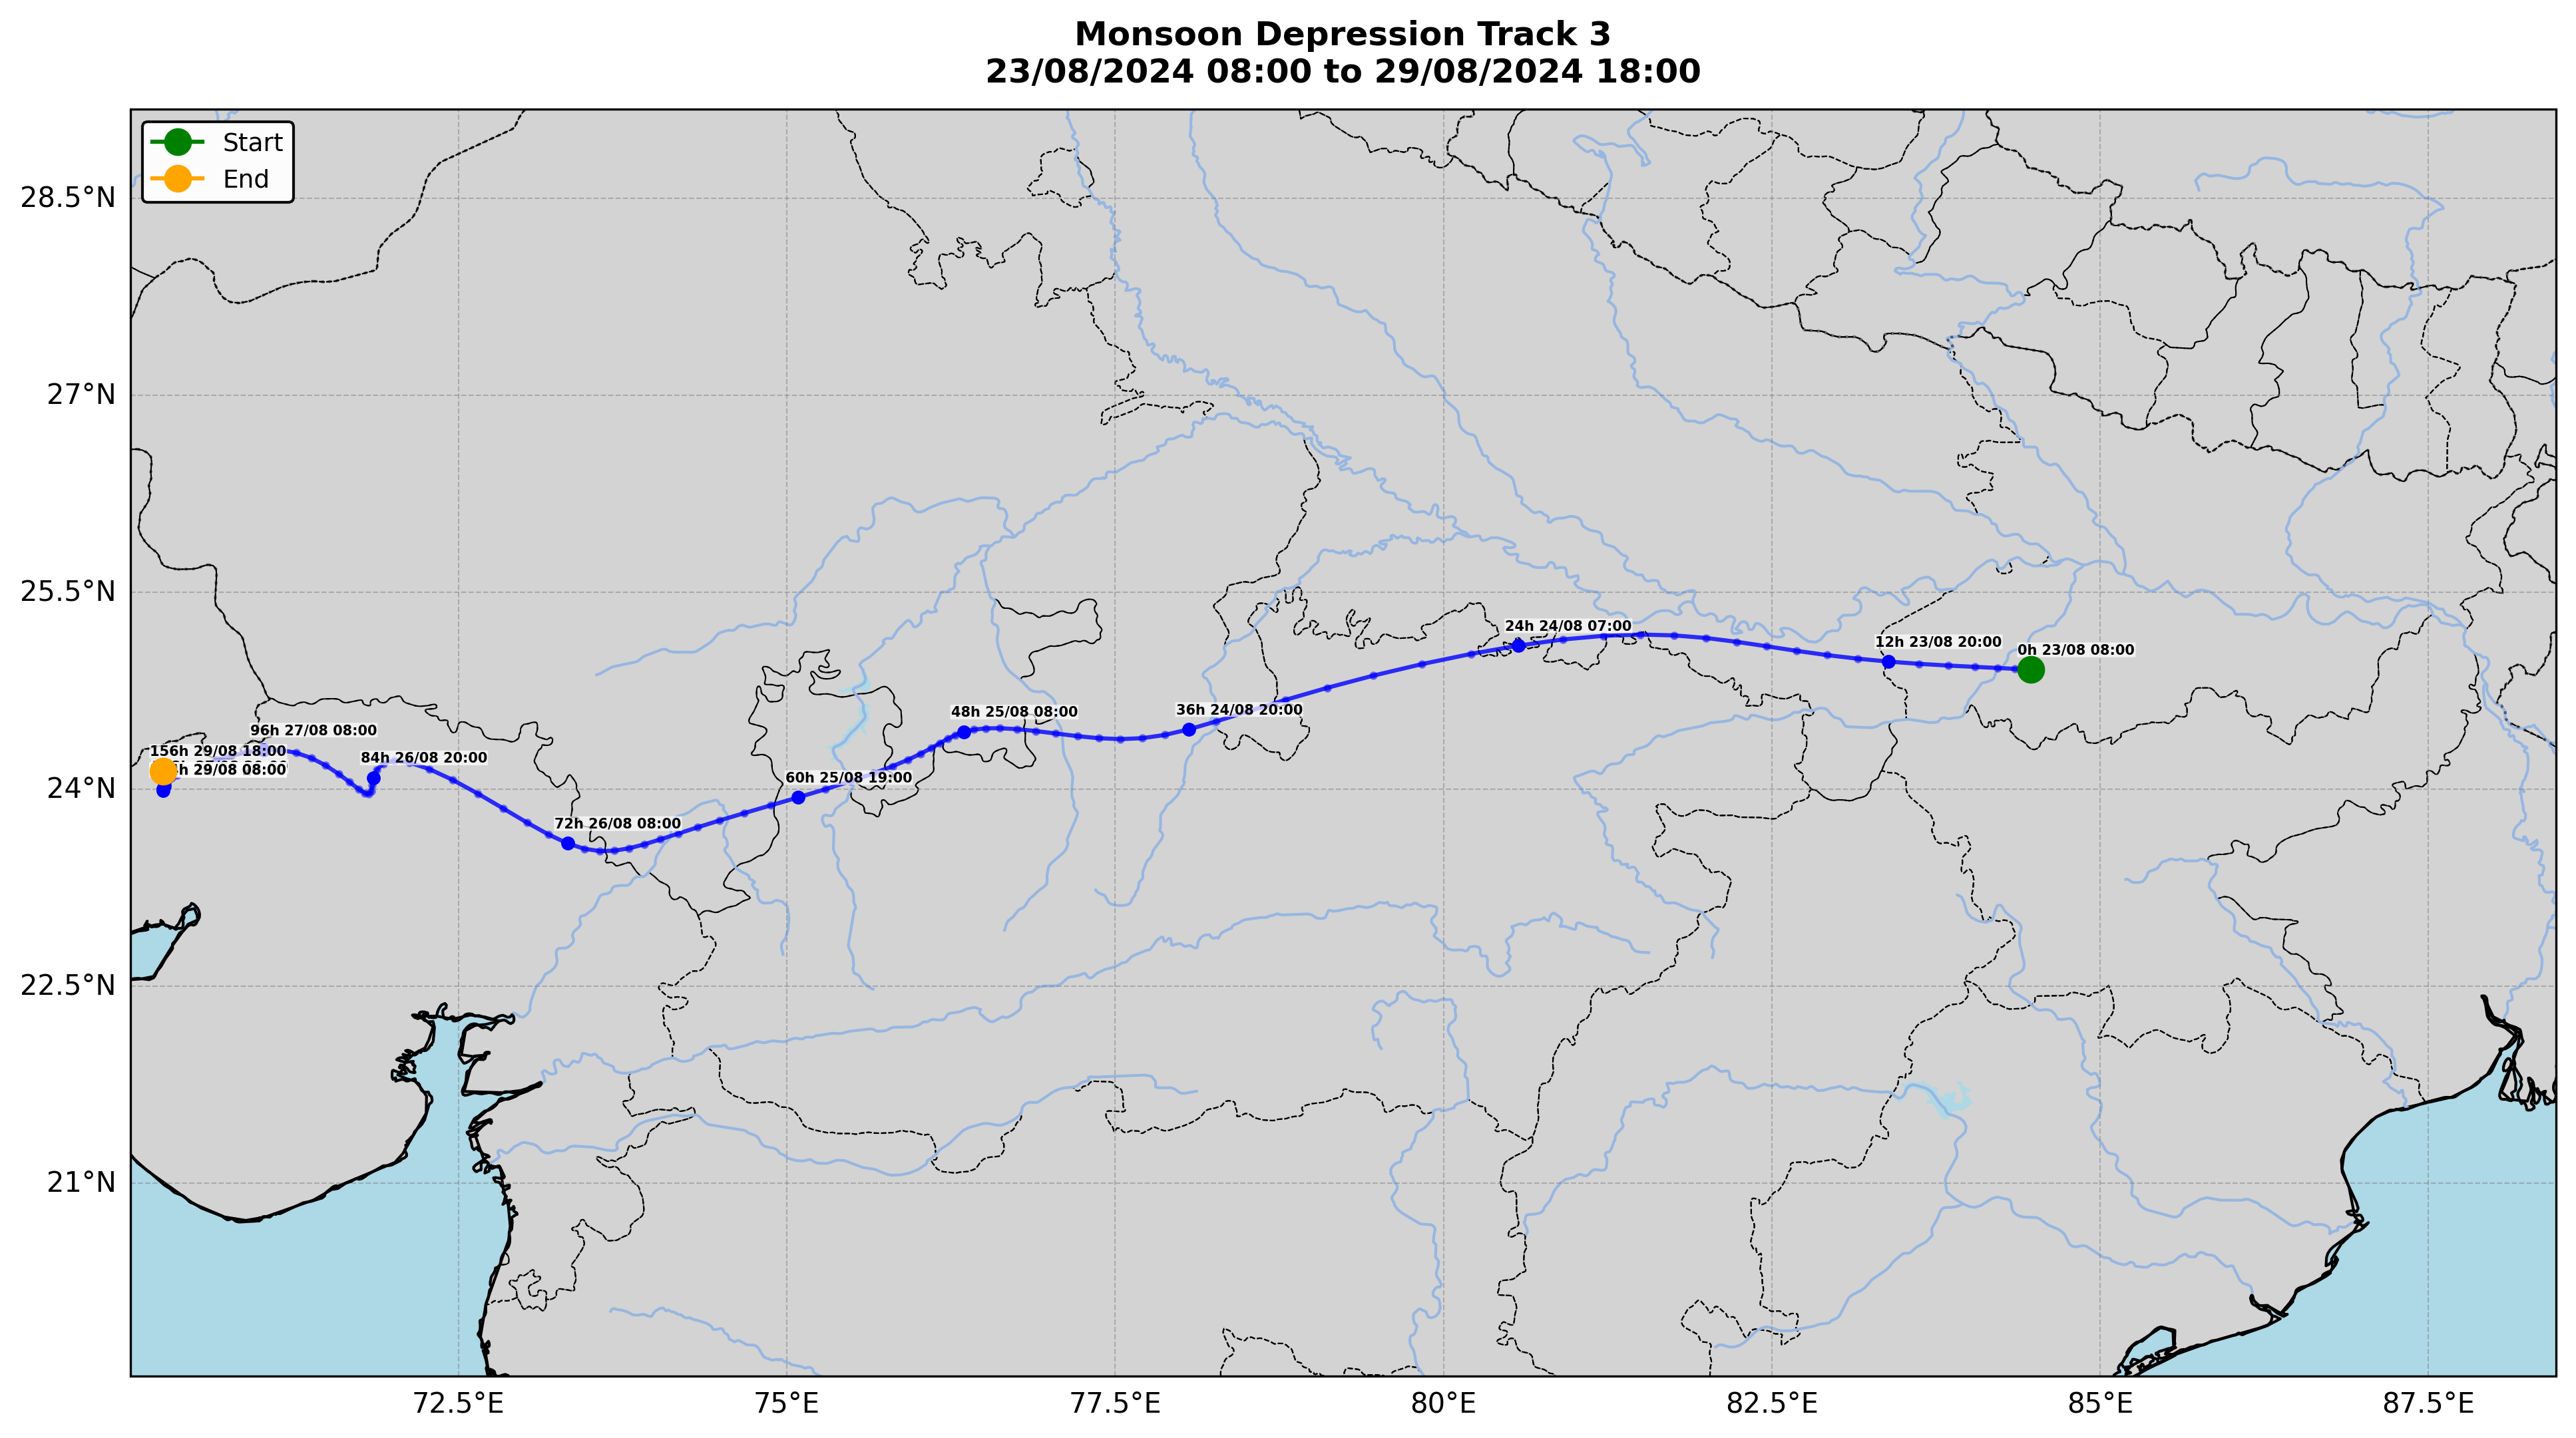 Monsoon Depression Track 3
23/08/2024 08:00 to 29/08/2024 18:00
Start
End
28.5°N
27°N
25.5°N
24°N
22.5°N
21°N
24h 24/08 07:00
12h 23/08 20:00
0h 23/08 08:00
48h 25/08 08:00
36h 24/08 20:00
96h 27/08 08:00
156h 29/08 18:00
84h 26/08 20:00
29/08 08:00
60h 25/08 19:00
72h 26/08 08:00
72.5°E
75°E
77.5°E
80°E
82.5°E
85°E
87.5°E